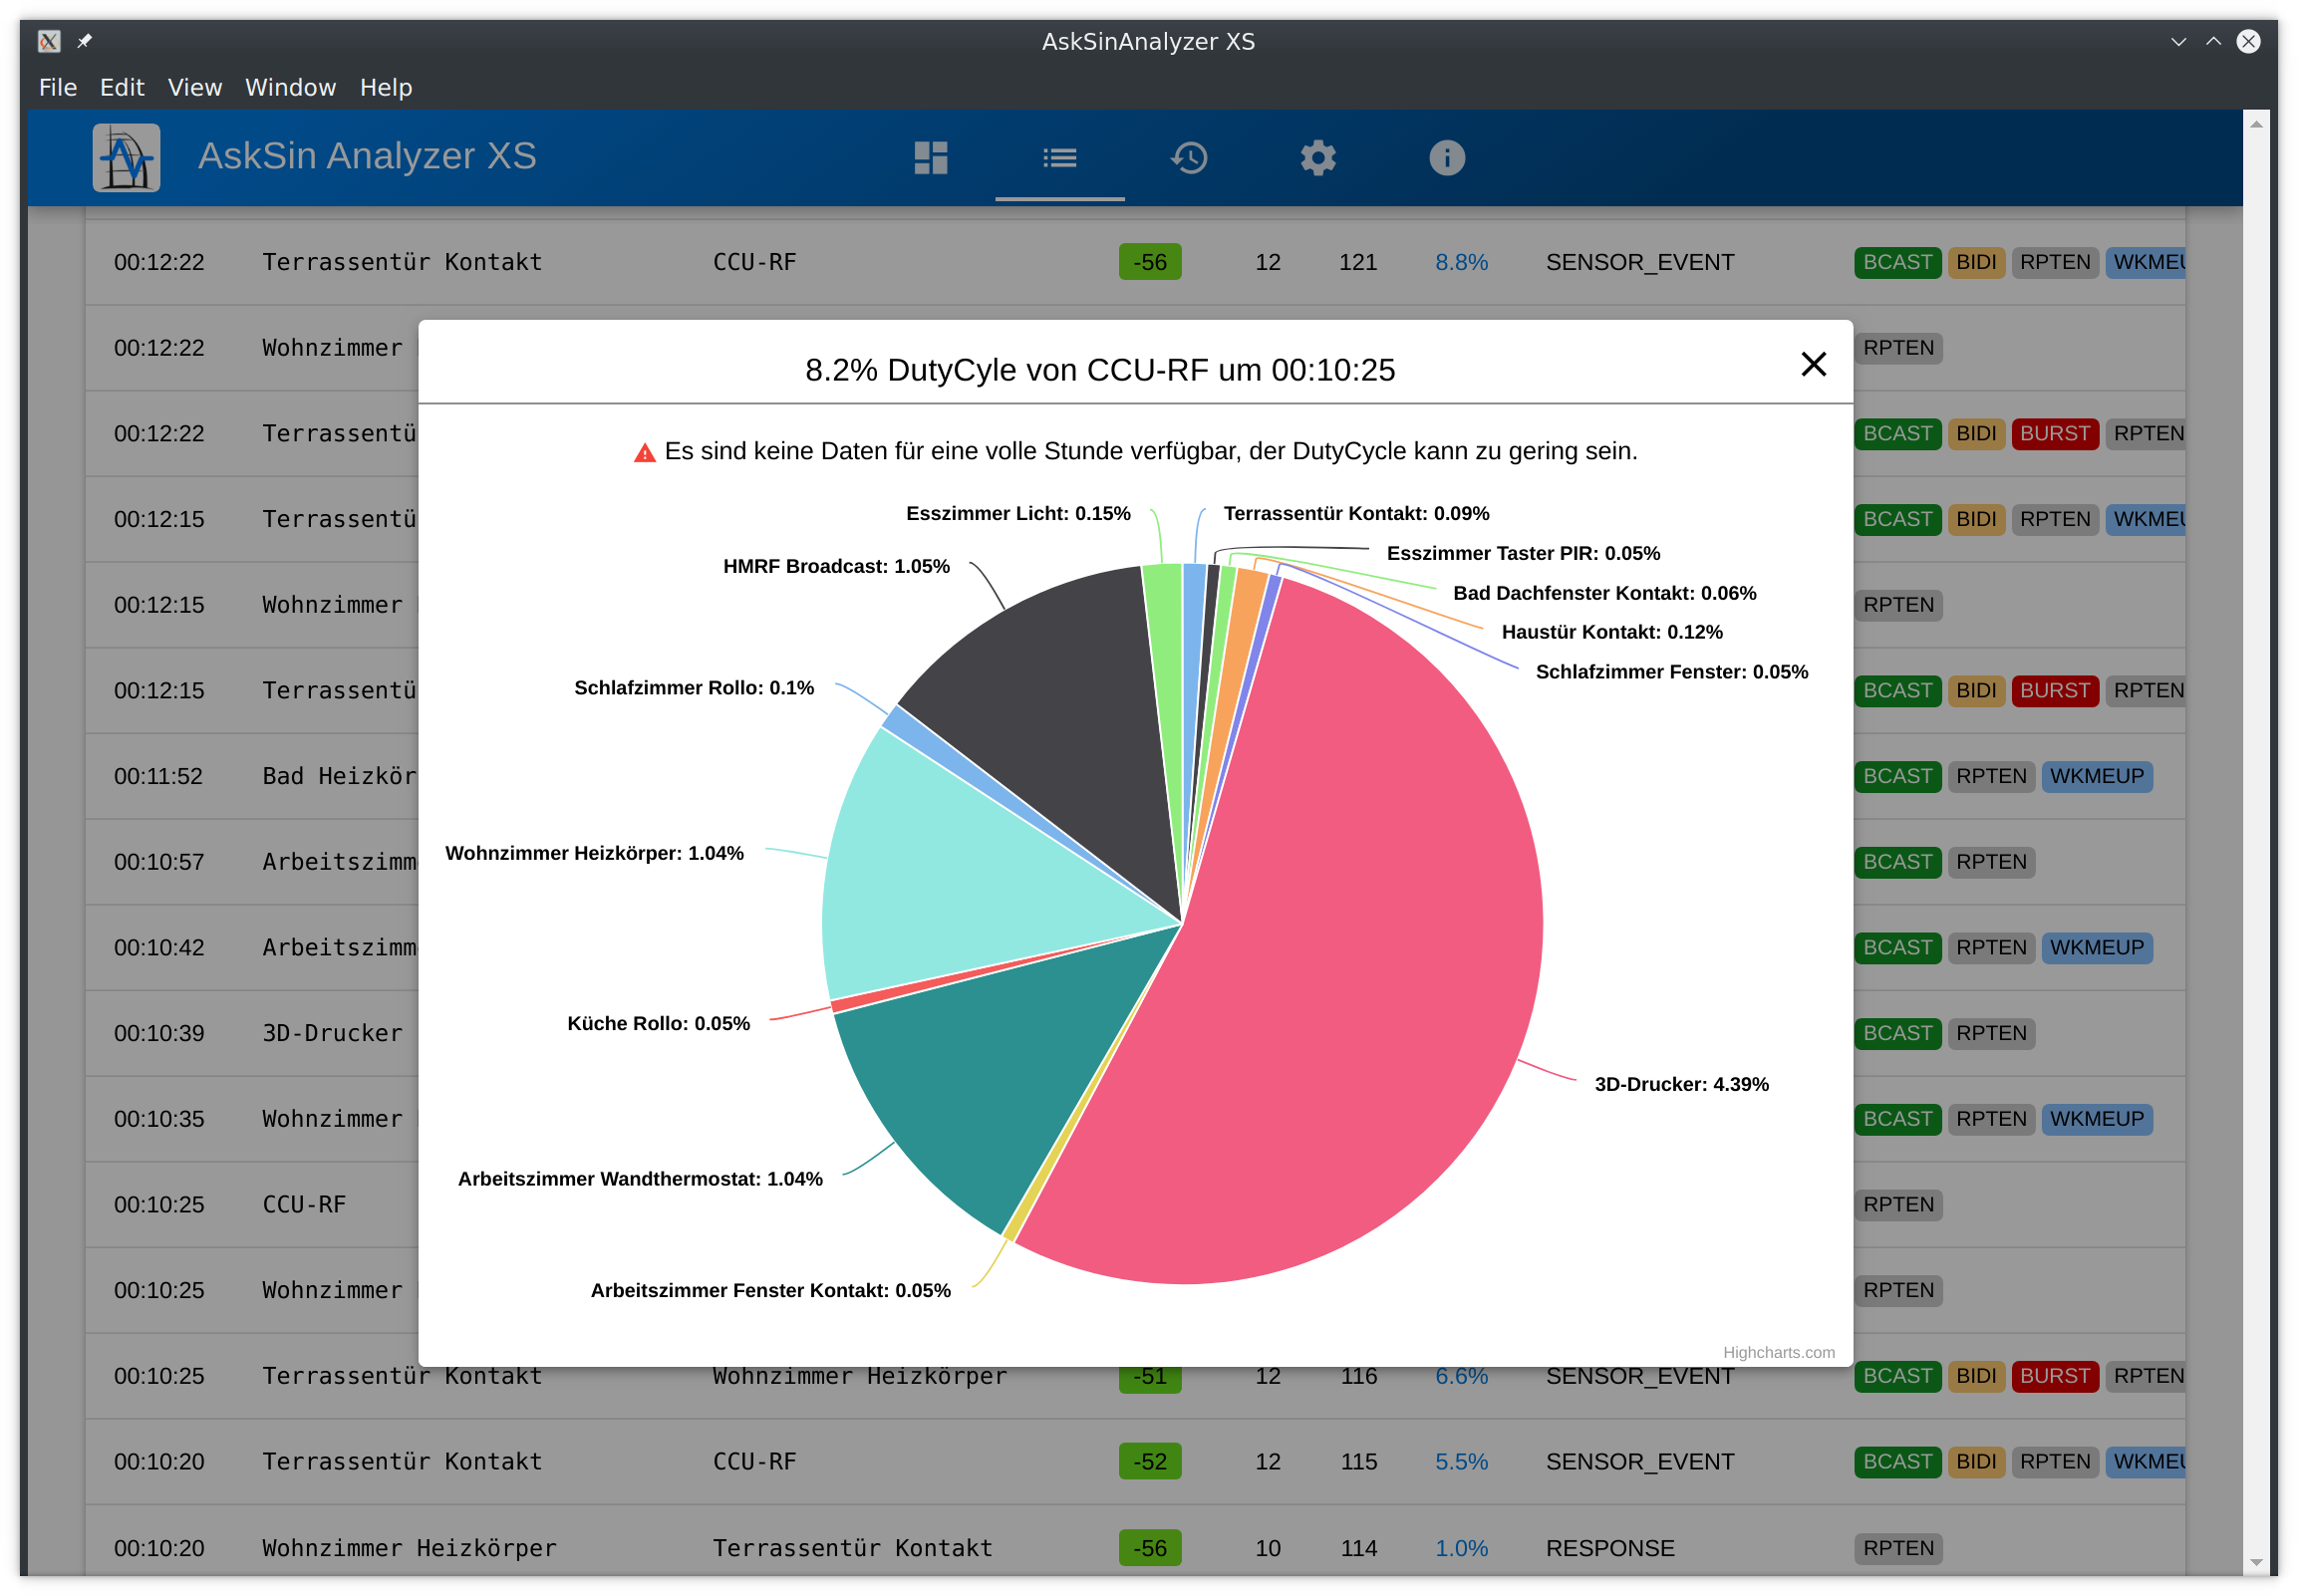 AskSinAnalyzer XS
File Edit View Window Help
AskSin Analyzer XS
00:12:22 Terrassentür Kontakt CCU-RF -56 12 121 8.8% SENSOR_EVENT BCAST BIDI RPTEN
00:12:22 Wohnzimmer RPTEN
8.2% DutyCyle von CCU-RF um 00:10:25
00:12:22 BCAST BIDI BURST RPTEN
Es sind keine Daten für eine volle Stunde verfügbar, der DutyCycle kann zu gering sein.
00:12:15 BCAST BIDI RPTEN
Esszimmer Licht: 0.15% Terrassentür Kontakt: 0.09%
Esszimmer Taster PIR: 0.05%
HMRF Broadcast: 1.05%
Bad Dachfenster Kontakt: 0.06%
00:12:15 Wohnzimmer RPTEN
Haustür Kontakt: 0.12%
Schlafzimmer Fenster: 0.05%
Schlafzimmer Rollo: 0.1%
00:12:15 BCAST BIDI BURST RPTEN
00:11:52 Bad BCAST RPTEN WKMEUP
Wohnzimmer Heizkörper: 1.04%
00:10:57 BCAST RPTEN
00:10:42 BCAST RPTEN WKMEUP
Küche Rollo: 0.05%
00:10:39 3D-Drucker BCAST RPTEN
3D-Drucker: 4.39%
00:10:35 Wohnzimmer BCAST RPTEN WKMEUP
Arbeitszimmer Wandthermostat: 1.04%
00:10:25 CCU-RF RPTEN
Arbeitszimmer Fenster Kontakt: 0.05%
00:10:25 Wohnzimmer RPTEN
Highcharts.com
00:10:25 Terrassentür Kontakt Wohnzimmer Heizkörper -51 12 116 6.6% SENSOR_EVENT BCAST BIDI BURST RPTEN
00:10:20 Terrassentür Kontakt CCU-RF -52 12 115 5.5% SENSOR_EVENT BCAST BIDI RPTEN
00:10:20 Wohnzimmer Heizkörper Terrassentür Kontakt -56 10 114 1.0% RESPONSE RPTEN